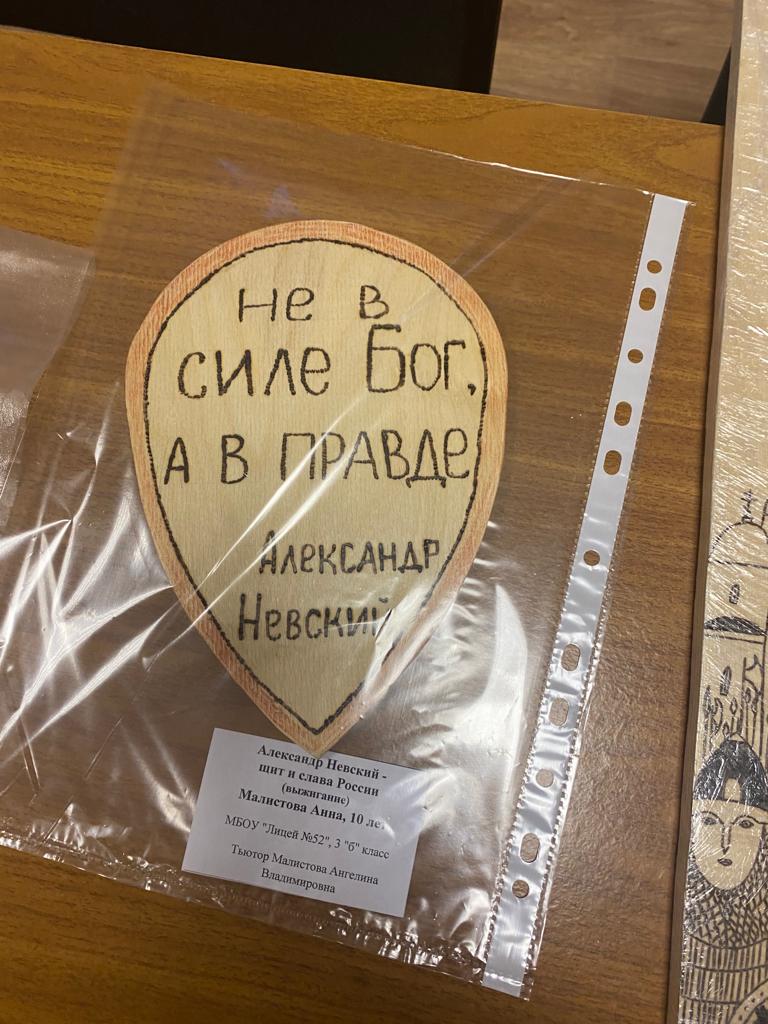 не в
силе Бог,
а в правде
Александр
Невский
Александр Невский -
щит и слава России
(выжигание)
Малистова Анна, 10 лет
МБОУ "Лицей №52", 3 "б" класс
Тьютор Малистова Ангелина
Владимировна